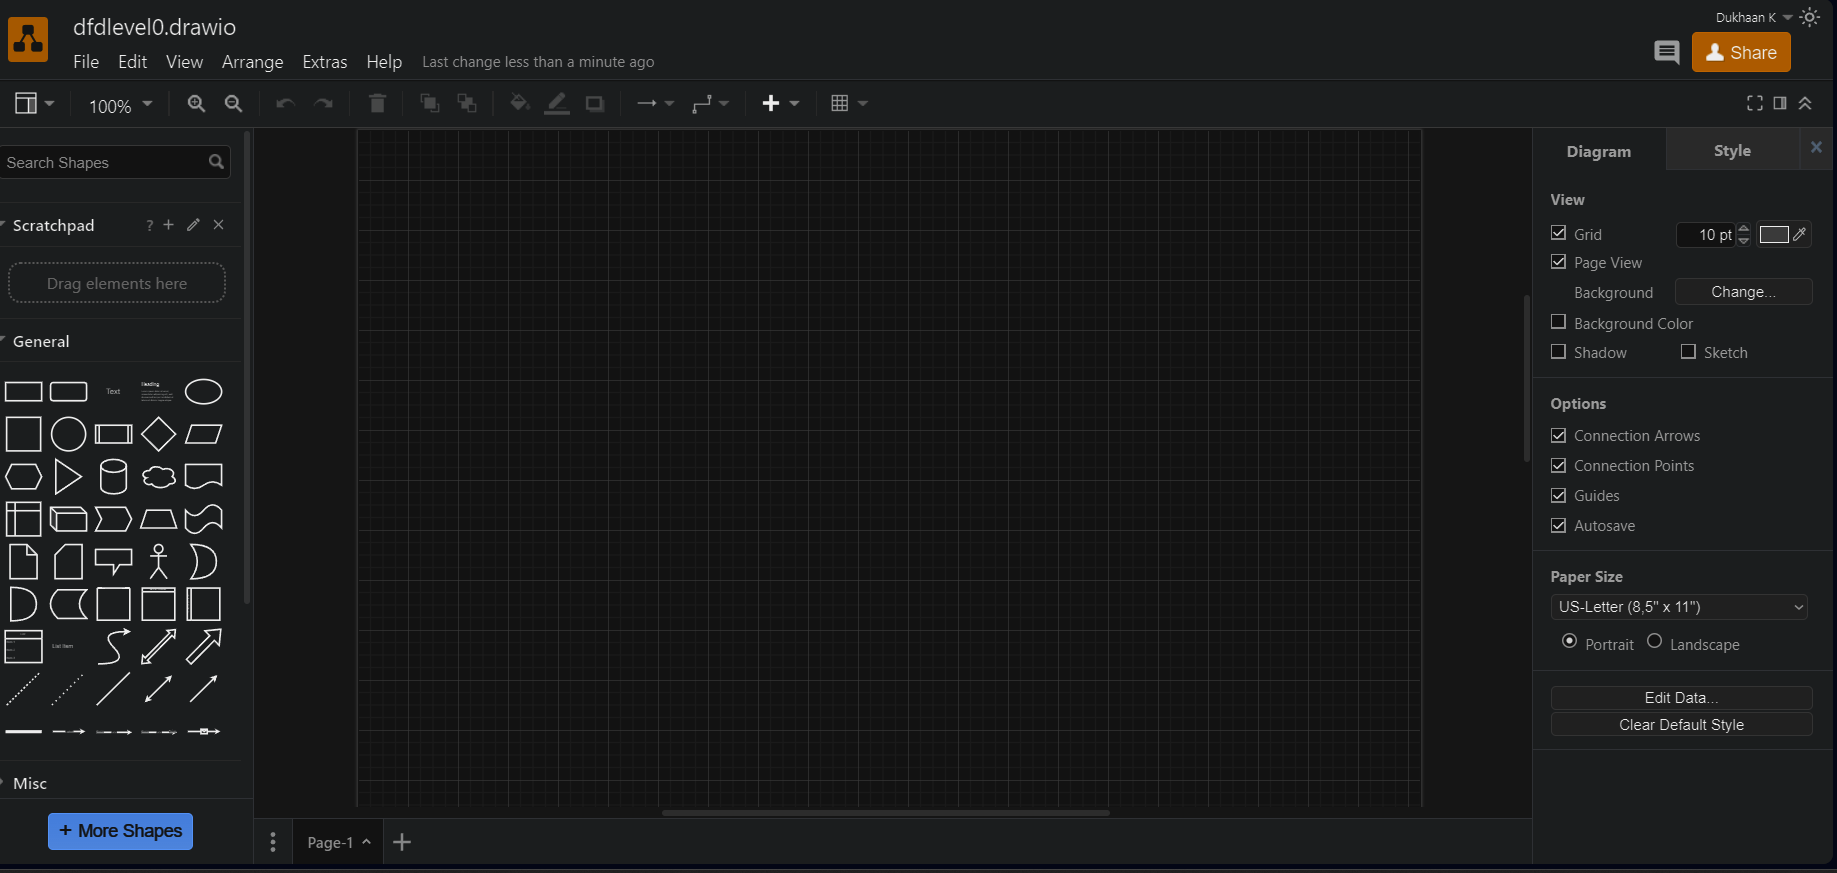 dfdlevel0.drawio
Dukhaan K
File Edit View Arrange Extras Help Last change less than a minute ago
Share
100%
Search Shapes
Scratchpad ?
Drag elements here
General
Text
Heading
List Item
Misc
+ More Shapes
Page-1
Diagram Style
View
Grid 10 pt
Page View
Background Change...
Background Color
Shadow Sketch
Options
Connection Arrows
Connection Points
Guides
Autosave
Paper Size
US-Letter (8,5" x 11")
Portrait Landscape
Edit Data...
Clear Default Style